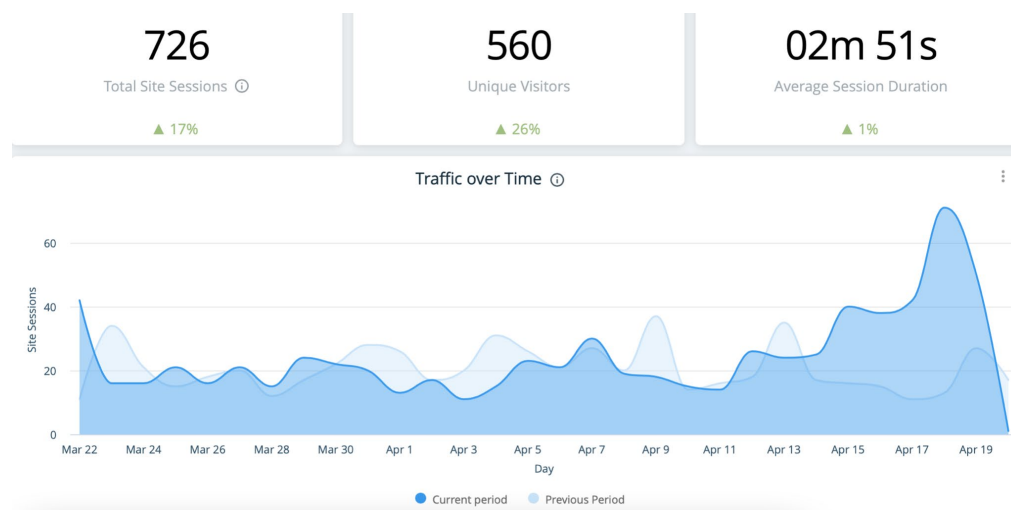 726
560
02m 51s
Total Site Sessions
Unique Visitors
Average Session Duration
▲ 17%
▲ 26%
▲ 1%
Traffic over Time
60
40
20
0
Site Sessions
Mar 22 Mar 24 Mar 26 Mar 28 Mar 30 Apr 1 Apr 3 Apr 5 Apr 7 Apr 9 Apr 11 Apr 13 Apr 15 Apr 17 Apr 19
Day
Current period Previous Period